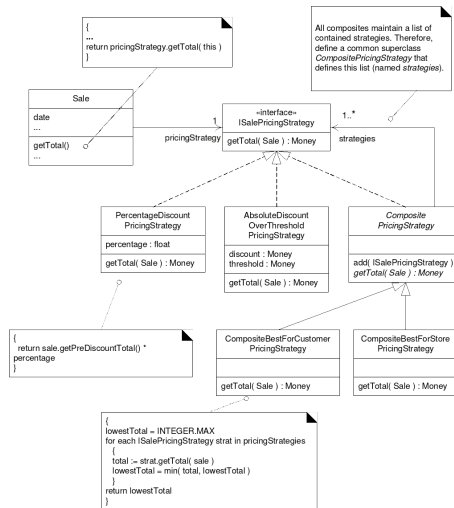 {
...
return pricingStrategy.getTotal( this )
}
All composites maintain a list of
contained strategies. Therefore,
define a common superclass
CompositePricingStrategy that
defines this list (named strategies).
Sale
date
...
getTotal()
...
1
pricingStrategy
«interface»
ISalePricingStrategy
getTotal( Sale ) : Money
1..*
strategies
PercentageDiscount
PricingStrategy
percentage : float
getTotal( Sale ) : Money
AbsoluteDiscount
OverThreshold
PricingStrategy
discount : Money
threshold : Money
getTotal( Sale ) : Money
Composite
PricingStrategy
add( ISalePricingStrategy )
getTotal( Sale ) : Money
{
return sale.getPreDiscountTotal() *
percentage
}
CompositeBestForCustomer
PricingStrategy
getTotal( Sale ) : Money
CompositeBestForStore
PricingStrategy
getTotal( Sale ) : Money
{
lowestTotal = INTEGER.MAX
for each ISalePricingStrategy strat in pricingStrategies
{
total := strat.getTotal( sale )
lowestTotal = min( total, lowestTotal )
}
return lowestTotal
}